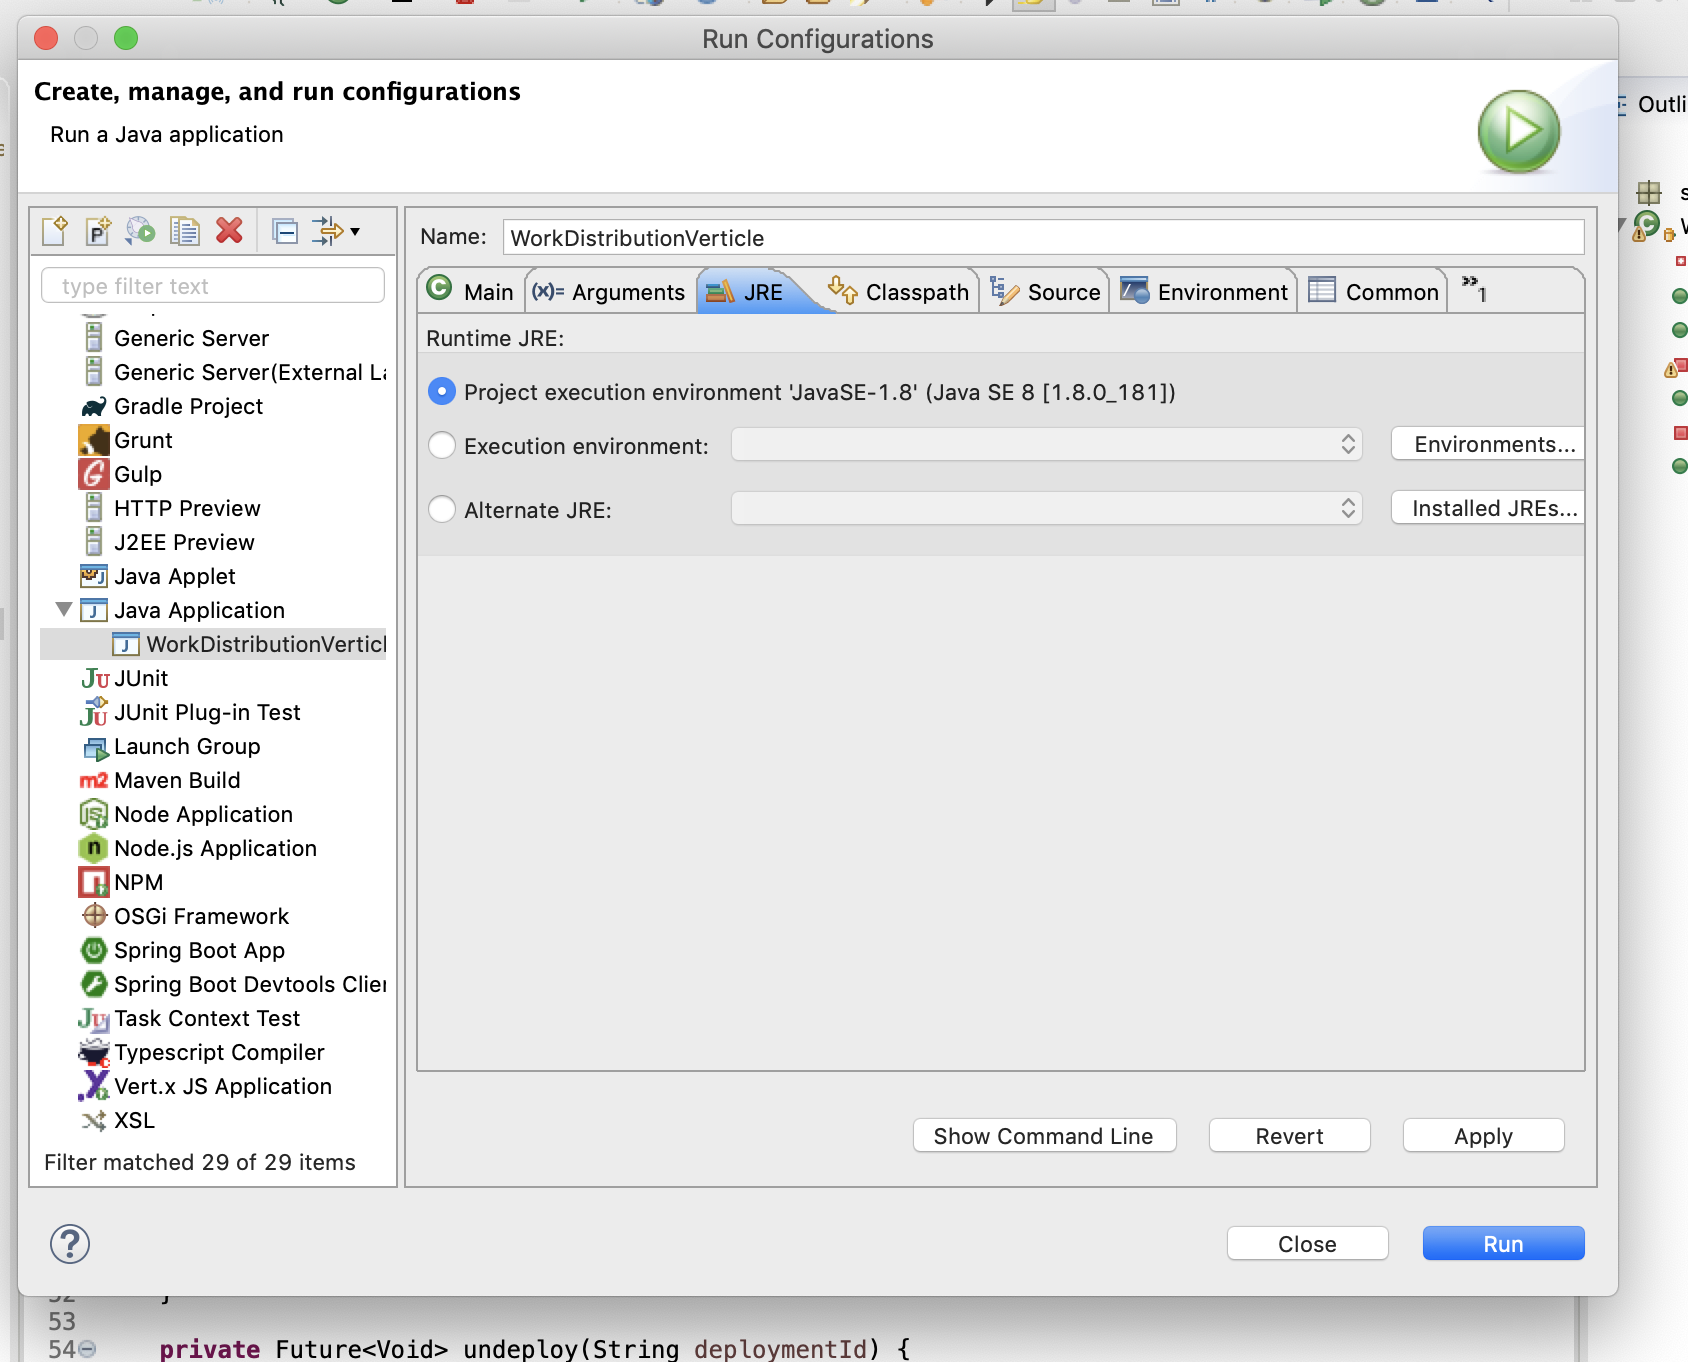 Run Configurations
Create, manage, and run configurations
Run a Java application
Outli
type filter text
Generic Server
Generic Server(External La
Gradle Project
Grunt
Gulp
HTTP Preview
J2EE Preview
Java Applet
Java Application
WorkDistributionVerticl
JUnit
JUnit Plug-in Test
Launch Group
Maven Build
Node Application
Node.js Application
NPM
OSGi Framework
Spring Boot App
Spring Boot Devtools Clien
Task Context Test
Typescript Compiler
Vert.x JS Application
XSL
Filter matched 29 of 29 items
Name: WorkDistributionVerticle
Main (x)= Arguments JRE Classpath Source Environment Common »1
Runtime JRE:
Project execution environment 'JavaSE-1.8' (Java SE 8 [1.8.0_181])
Execution environment: Environments...
Alternate JRE: Installed JREs...
Show Command Line Revert Apply
? Close Run
52 }
53
54 private Future<Void> undeploy(String deploymentId) {